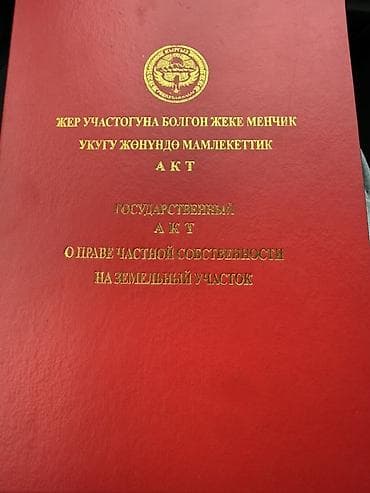 ЖЕР УЧАСТОГУНА БОЛГОН ЖЕКЕ МЕНЧИК
УКУГУ ЖӨНҮНДӨ МАМЛЕКЕТТИК
АКТ
ГОСУДАРСТВЕННЫЙ
АКТ
О ПРАВЕ ЧАСТНОЙ СОБСТВЕННОСТИ
НА ЗЕМЕЛЬНЫЙ УЧАСТОК